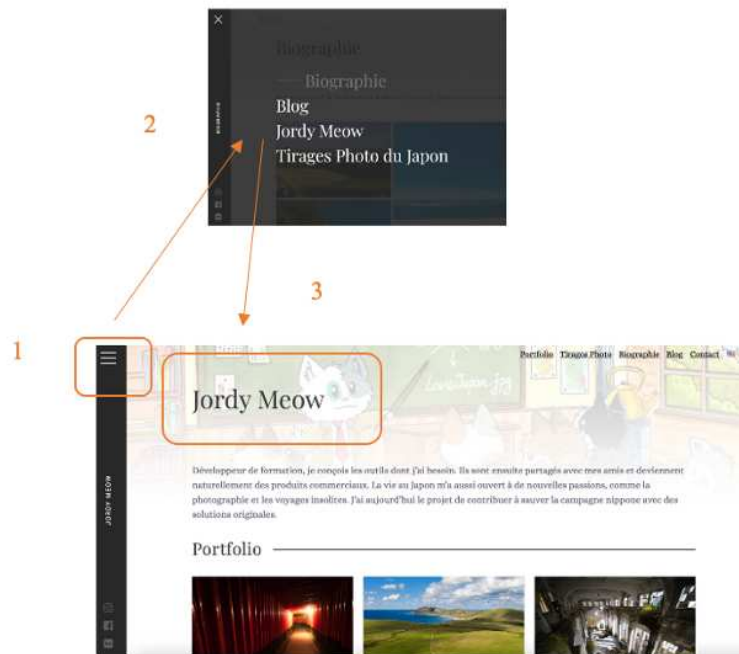 Biographie
Biographie
Blog
Jordy Meow
Tirages Photo du Japon
BIOGRAPHIE
2
3
1
Portfolio Tirages Photo Biographie Blog Contact
Love Japan.jpg
Jordy Meow
Développeur de formation, je conçois les outils dont j'ai besoin. Ils sont ensuite partagés avec mes amis et deviennent
naturellement des produits commerciaux. La vie au Japon m'a aussi ouvert à de nouvelles passions, comme la
photographie et les voyages insolites. J'ai aujourd'hui le projet de contribuer à sauver la campagne nippone avec des
solutions originales.
JORDY MEOW
Portfolio